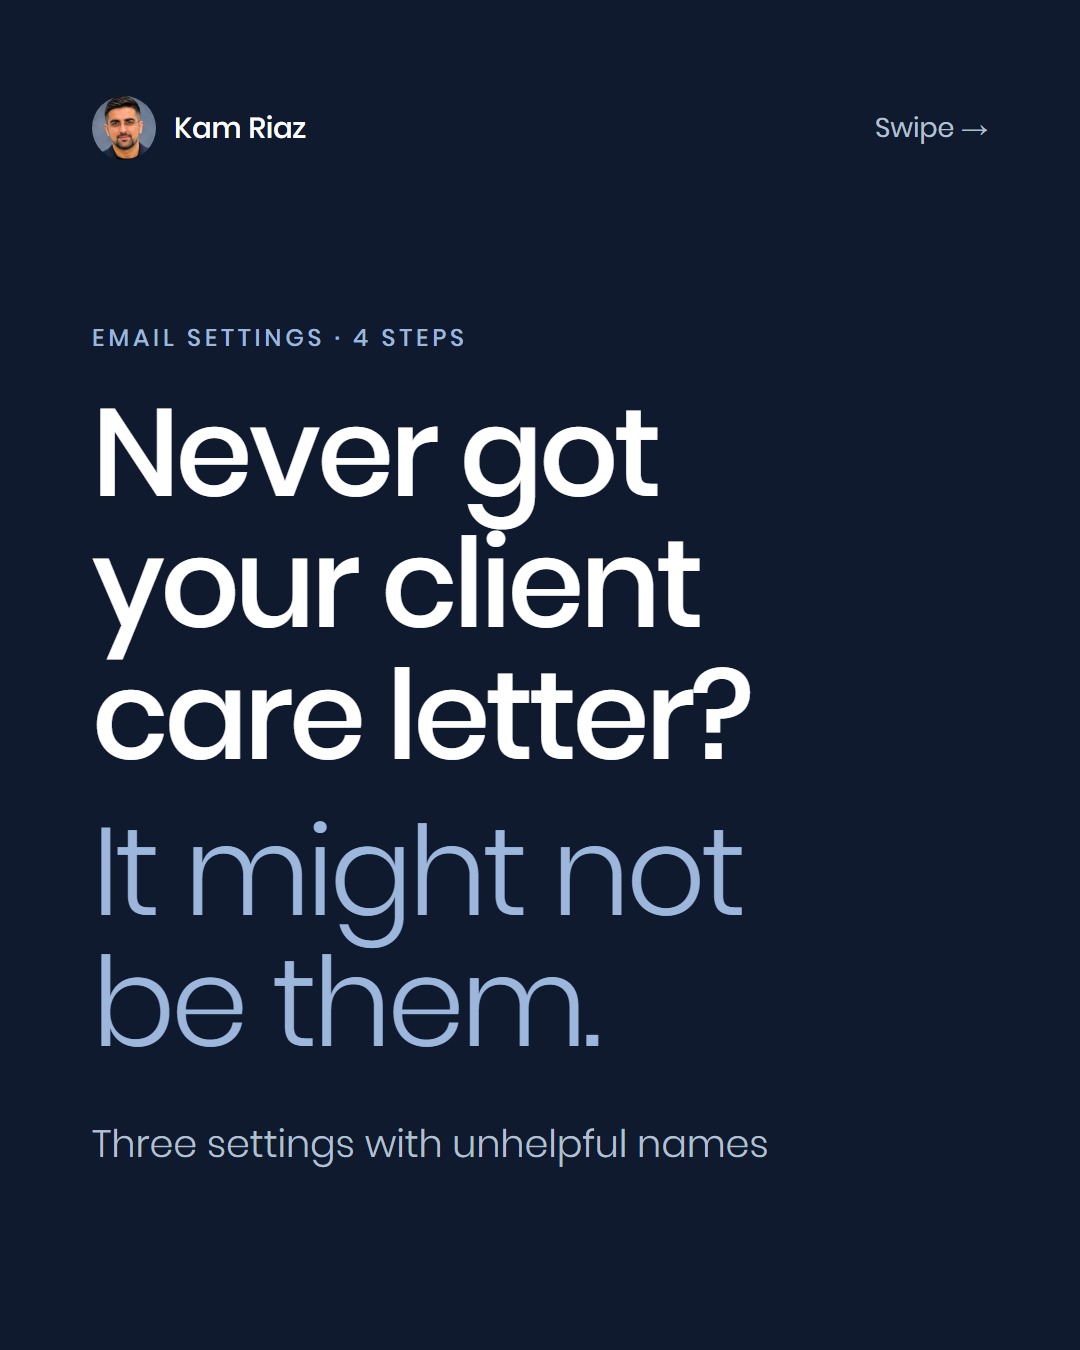 Kam Riaz
Swipe →
EMAIL SETTINGS · 4 STEPS
Never got
your client
care letter?
It might not
be them.
Three settings with unhelpful names